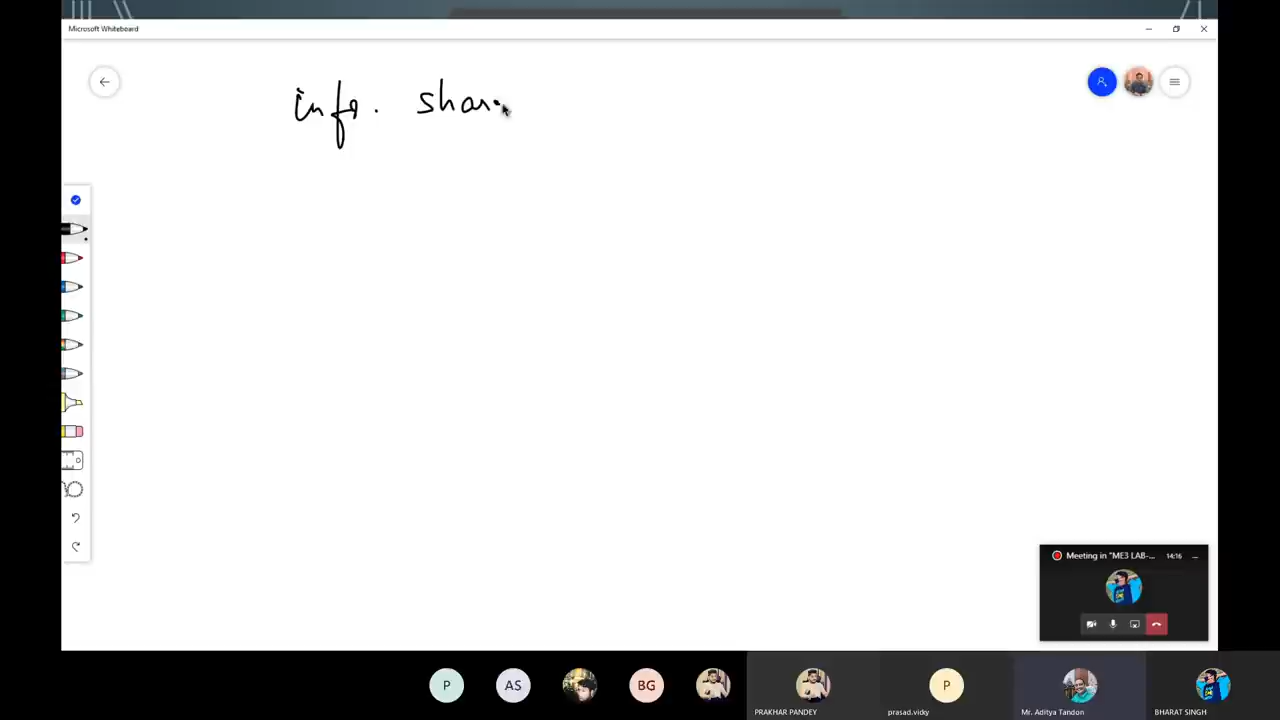 Microsoft Whiteboard
info. shar
Meeting in "ME3 LAB-... 14:16
P AS BG P
PRAKHAR PANDEY prasad.vidky Mr. Aditya Tandon BHARAT SINGH